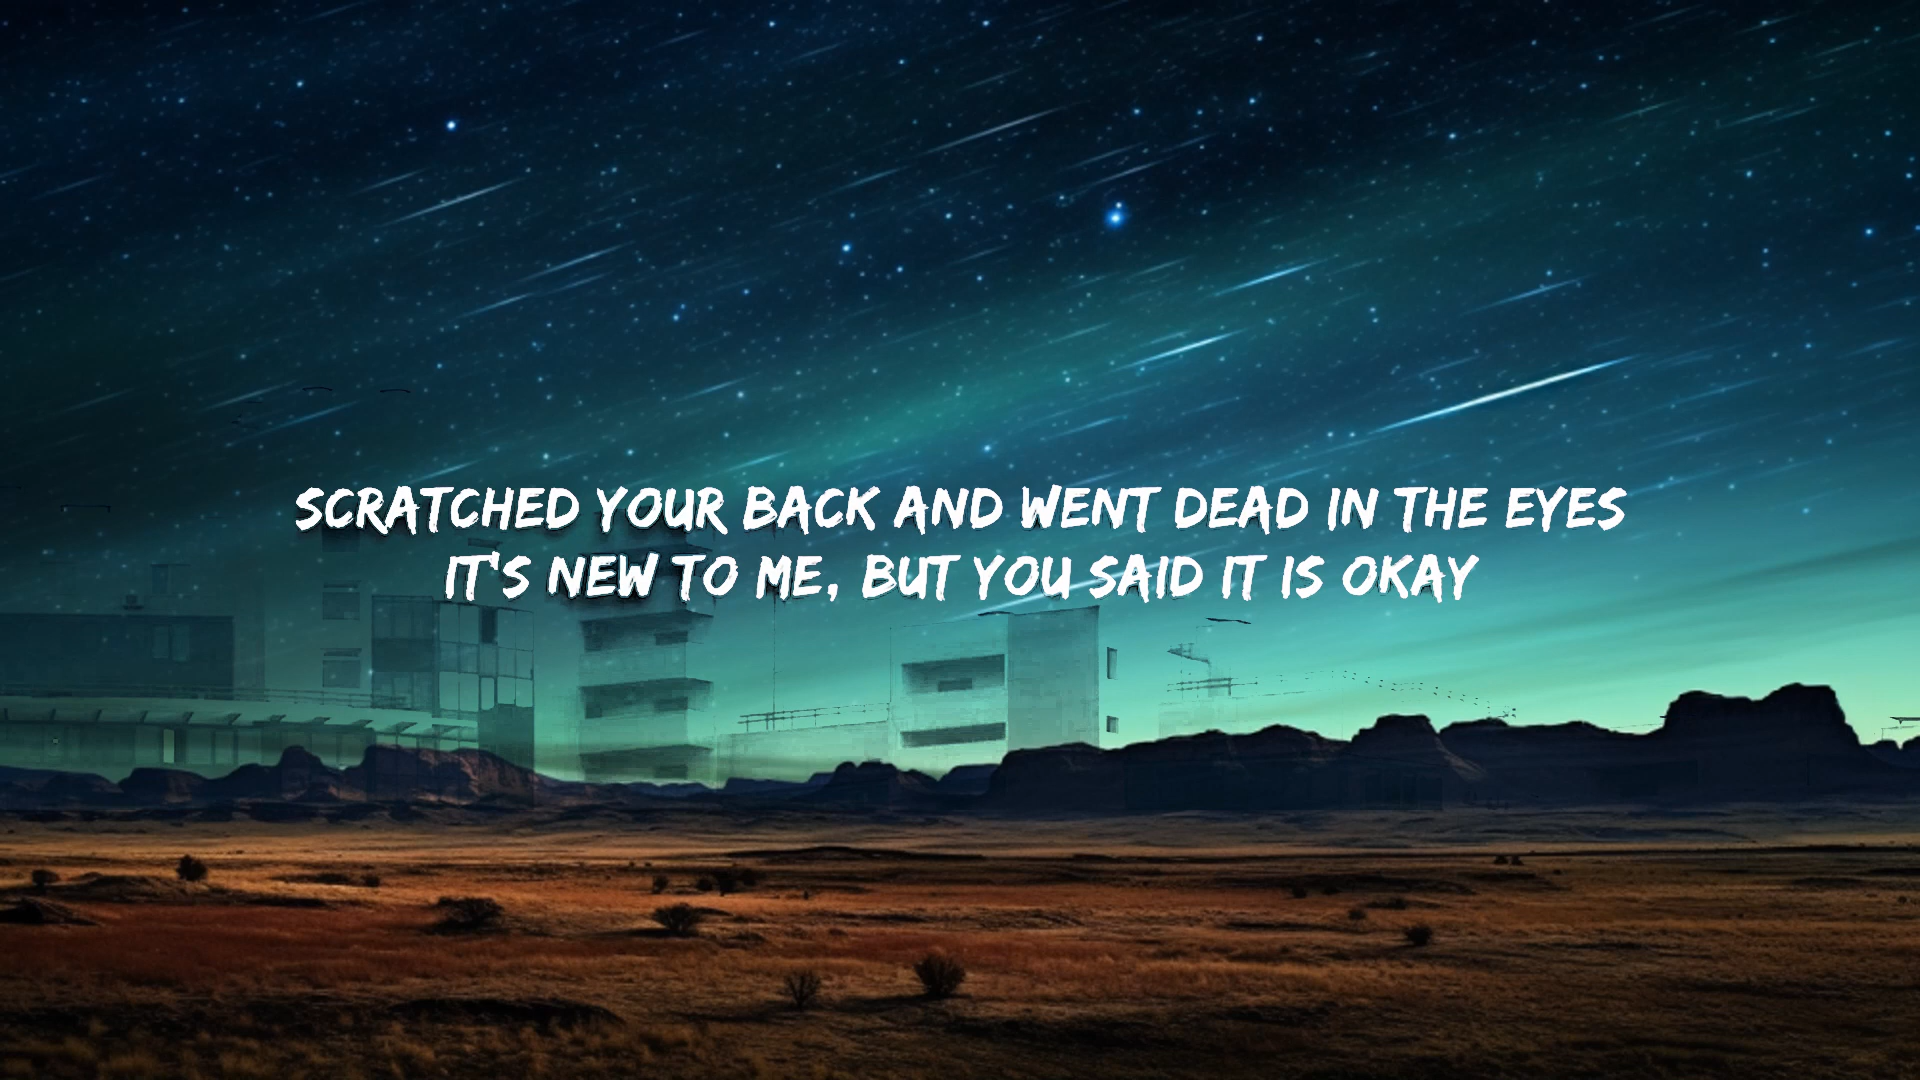 SCRATCHED YOUR BACK AND WENT DEAD IN THE EYES
IT'S NEW TO ME, BUT YOU SAID IT IS OKAY